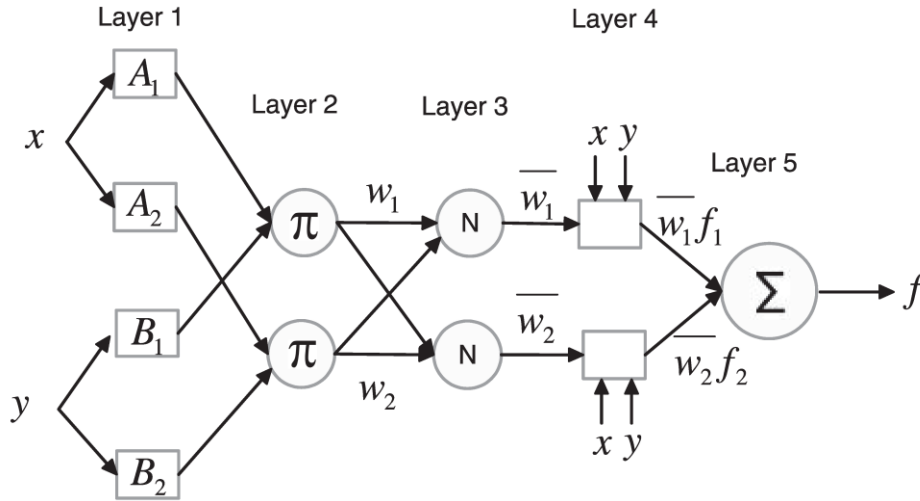 Layer 1
Layer 4
Layer 2
Layer 3
Layer 5
x
A₁
A₂
y
B₁
B₂
π
π
w₁
w₂
N
N
w̅₁
w̅₂
x y
x y
w̅₁f₁
w̅₂f₂
Σ
f